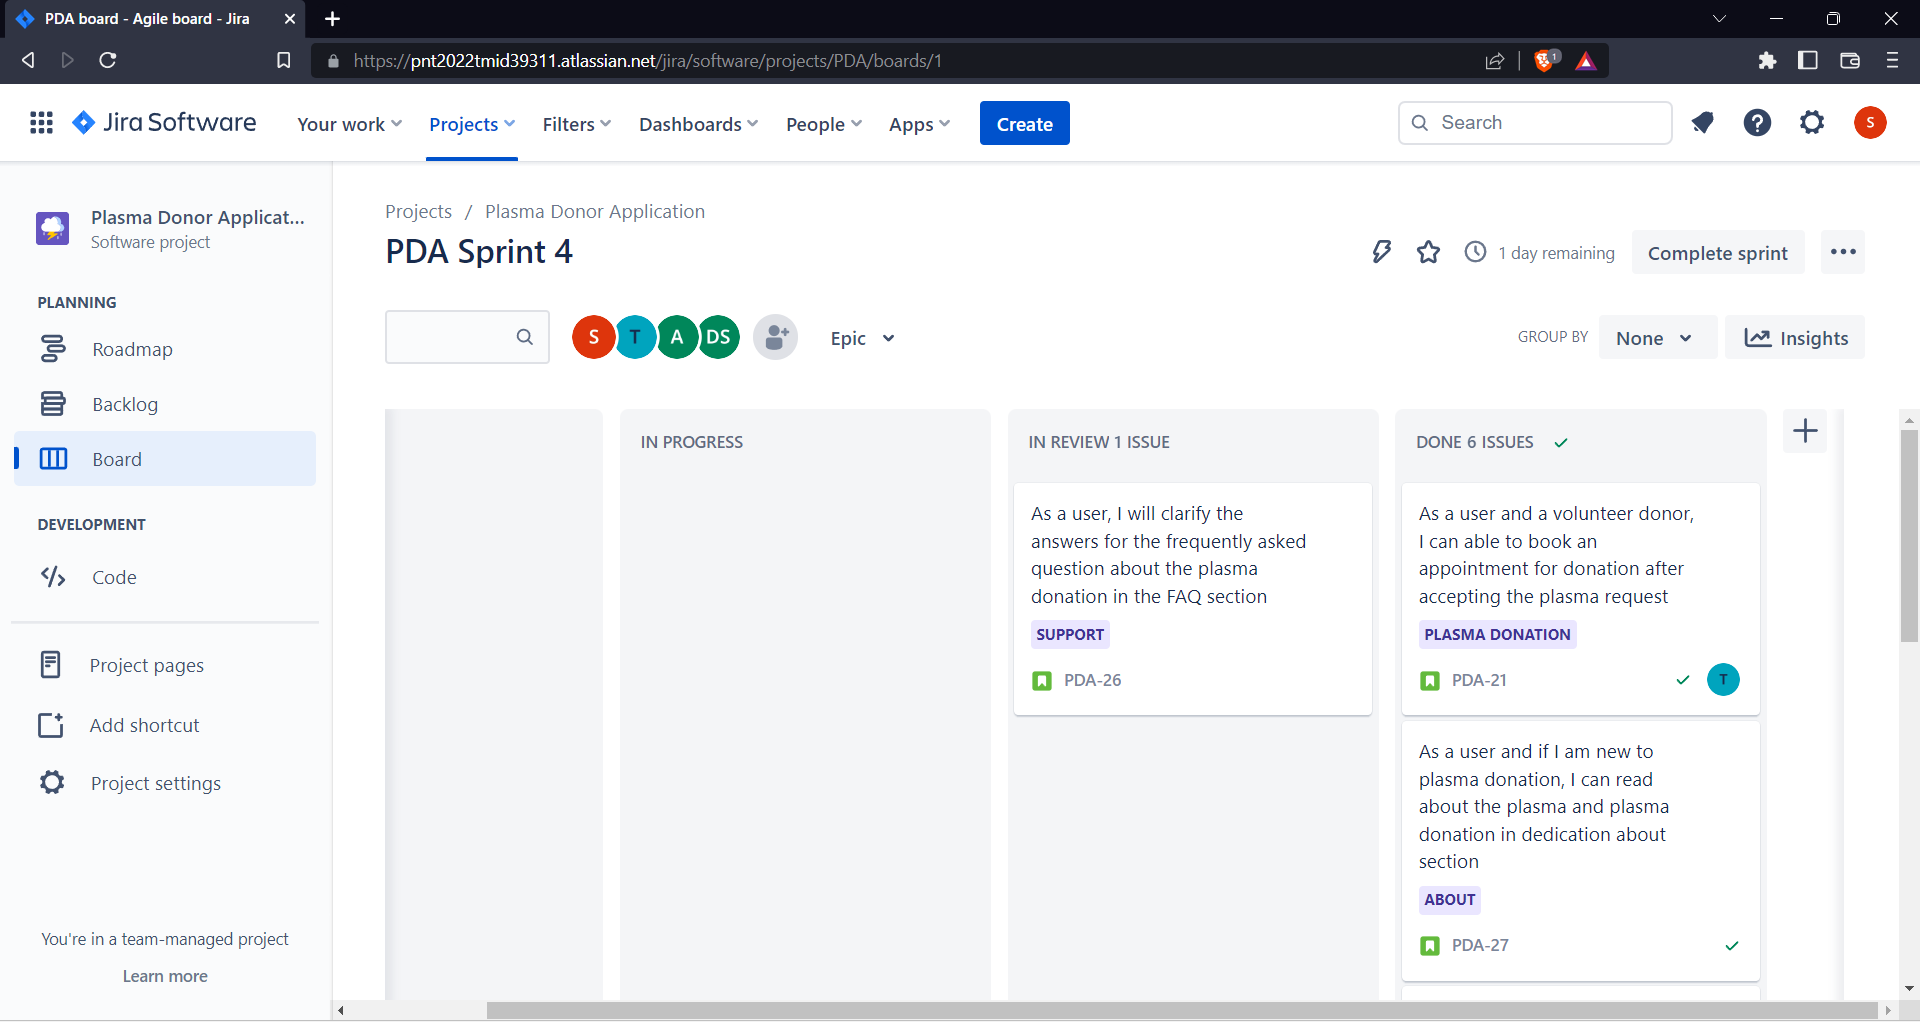 PDA board - Agile board - Jira
https://pnt2022tmid39311.atlassian.net/jira/software/projects/PDA/boards/1
1
Jira Software
Your work
Projects
Filters
Dashboards
People
Apps
Create
Search
S
Plasma Donor Applicat...
Software project
PLANNING
Roadmap
Backlog
Board
DEVELOPMENT
Code
Project pages
Add shortcut
Project settings
You're in a team-managed project
Learn more
Projects / Plasma Donor Application
PDA Sprint 4
1 day remaining
Complete sprint
S
T
A
DS
Epic
GROUP BY
None
Insights
IN PROGRESS
IN REVIEW 1 ISSUE
As a user, I will clarify the
answers for the frequently asked
question about the plasma
donation in the FAQ section
SUPPORT
PDA-26
DONE 6 ISSUES
As a user and a volunteer donor,
I can able to book an
appointment for donation after
accepting the plasma request
PLASMA DONATION
PDA-21
T
As a user and if I am new to
plasma donation, I can read
about the plasma and plasma
donation in dedication about
section
ABOUT
PDA-27